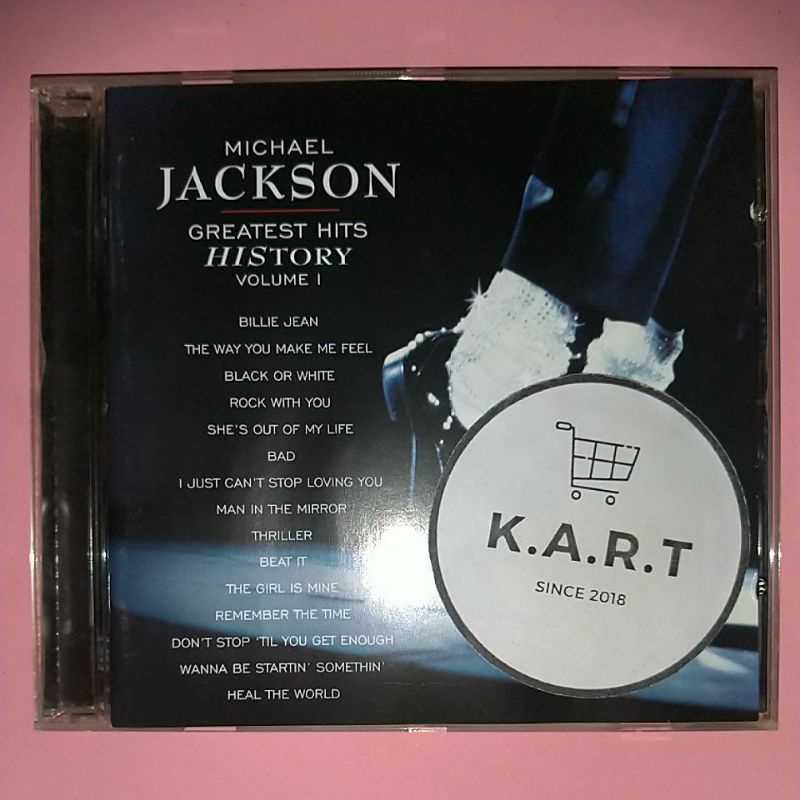 MICHAEL
JACKSON
GREATEST HITS
HISTORY
VOLUME I
BILLIE JEAN
THE WAY YOU MAKE ME FEEL
BLACK OR WHITE
ROCK WITH YOU
SHE'S OUT OF MY LIFE
BAD
I JUST CAN'T STOP LOVING YOU
MAN IN THE MIRROR
THRILLER
BEAT IT
THE GIRL IS MINE
REMEMBER THE TIME
DON'T STOP 'TIL YOU GET ENOUGH
WANNA BE STARTIN' SOMETHIN'
HEAL THE WORLD
K.A.R.T
SINCE 2018